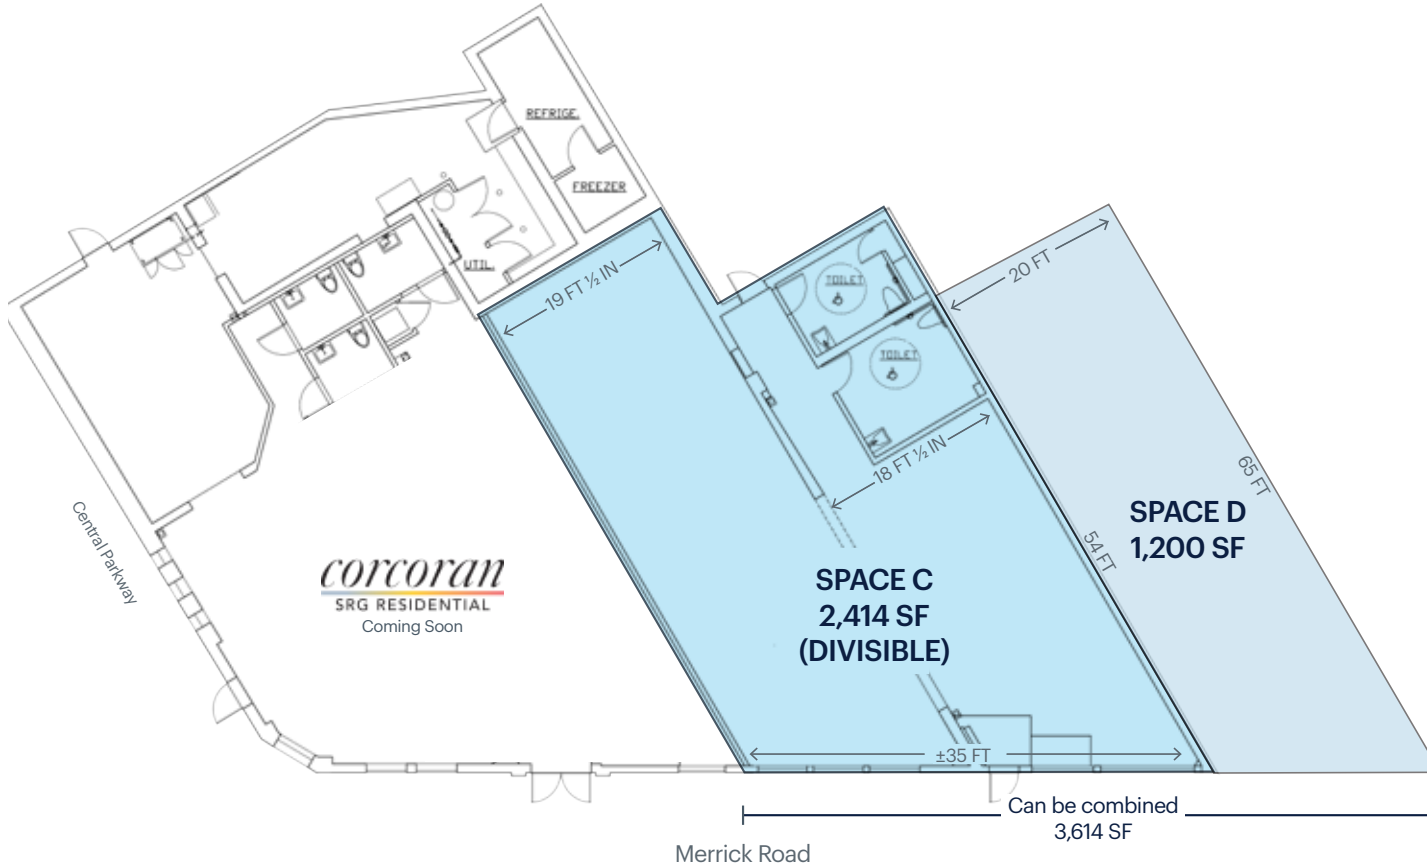 REFRIGE.
FREEZER
UTIL.
19 FT ½ IN
TOILET
TOILET
20 FT
18 FT ½ IN
65 FT
54 FT
SPACE D
1,200 SF
Central Parkway
corcoran
SRG RESIDENTIAL
Coming Soon
SPACE C
2,414 SF
(DIVISIBLE)
±35 FT
Can be combined
3,614 SF
Merrick Road